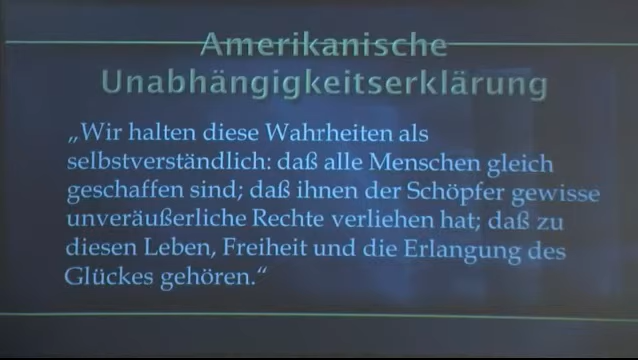 Amerikanische
Unabhängigkeitserklärung
„Wir halten diese Wahrheiten als
selbstverständlich: daß alle Menschen gleich
geschaffen sind; daß ihnen der Schöpfer gewisse
unveräußerliche Rechte verliehen hat; daß zu
diesen Leben, Freiheit und die Erlangung des
Glückes gehören.“